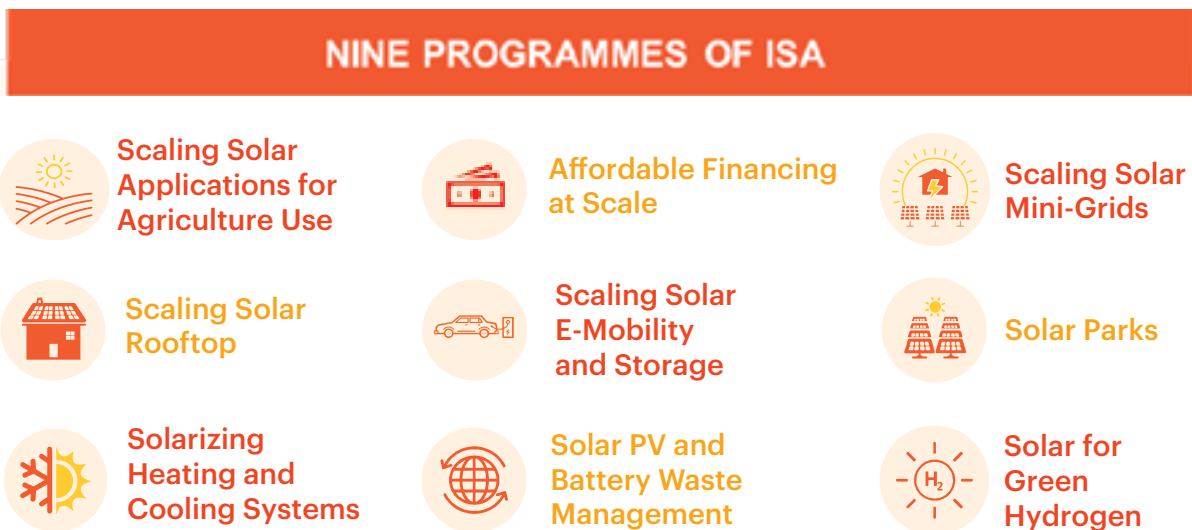 NINE PROGRAMMES OF ISA
Scaling Solar
Applications for
Agriculture Use
Affordable Financing
at Scale
Scaling Solar
Mini-Grids
Scaling Solar
Rooftop
Scaling Solar
E-Mobility
and Storage
Solar Parks
Solarizing
Heating and
Cooling Systems
Solar PV and
Battery Waste
Management
H₂
Solar for
Green
Hydrogen